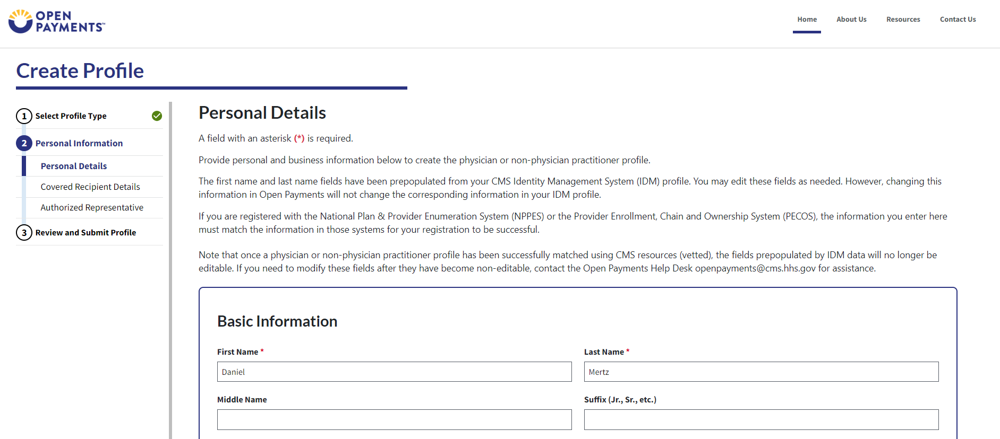 OPEN
PAYMENTS™
Home
About Us
Resources
Contact Us
Create Profile
1 Select Profile Type
2 Personal Information
Personal Details
Covered Recipient Details
Authorized Representative
3 Review and Submit Profile
Personal Details
A field with an asterisk (*) is required.
Provide personal and business information below to create the physician or non-physician practitioner profile.
The first name and last name fields have been prepopulated from your CMS Identity Management System (IDM) profile. You may edit these fields as needed. However, changing this
information in Open Payments will not change the corresponding information in your IDM profile.
If you are registered with the National Plan & Provider Enumeration System (NPPES) or the Provider Enrollment, Chain and Ownership System (PECOS), the information you enter here
must match the information in those systems for your registration to be successful.
Note that once a physician or non-physician practitioner profile has been successfully matched using CMS resources (vetted), the fields prepopulated by IDM data will no longer be
editable. If you need to modify these fields after they have become non-editable, contact the Open Payments Help Desk openpayments@cms.hhs.gov for assistance.
Basic Information
First Name *
Daniel
Last Name *
Mertz
Middle Name
Suffix (Jr., Sr., etc.)